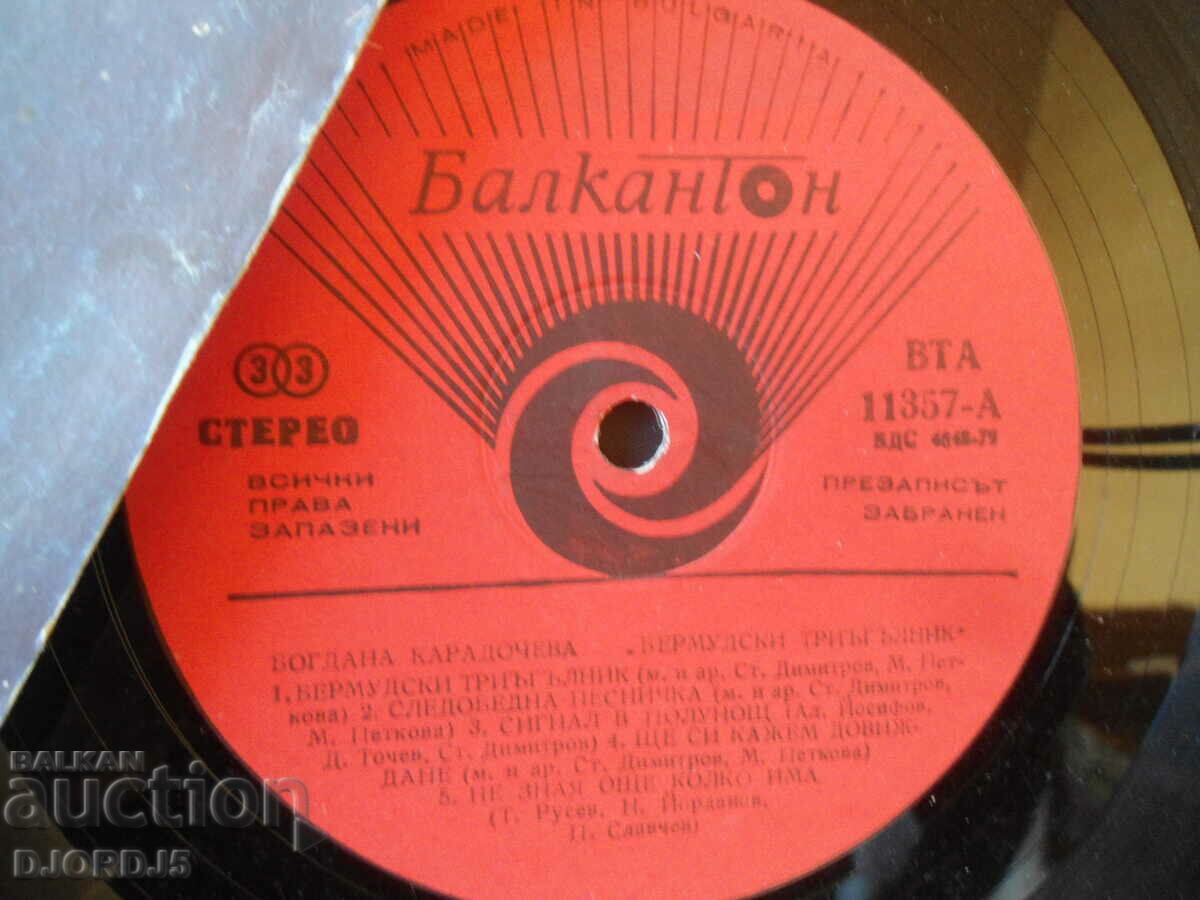 MADE IN BULGARIA
Балкантон
33
СТЕРЕО
ВСИЧКИ
ПРАВА
ЗАПАЗЕНИ
ВТА
11357-А
БДС
ПРЕЗАПИСЪТ
ЗАБРАНЕН
БОГДАНА КАРАДОЧЕВА „БЕРМУДСКИ ТРИЪГЪЛНИК“
1. БЕРМУДСКИ ТРИЪГЪЛНИК (м. и ар. Ст. Димитров, М. Пет-
кова) 2. СЛЕДОБЕДНА ПЕСНИЧКА (м. и ар. Ст. Димитров,
М. Петкова) 3. СИГНАЛ В ПОЛУНОЩ (Ал. Йосифов,
Д. Точев, Ст. Димитров) 4. ЩЕ СИ КАЖЕМ ДОВИЖ-
ДАНЕ (м. и ар. Ст. Димитров, М. Петкова)
5. НЕ ЗНАЯ ОЩЕ КОЛКО ИМА
(Т. Русев, Н. Йорданов,
П. Славчев)
BALKAN
auction
DJORDJ5